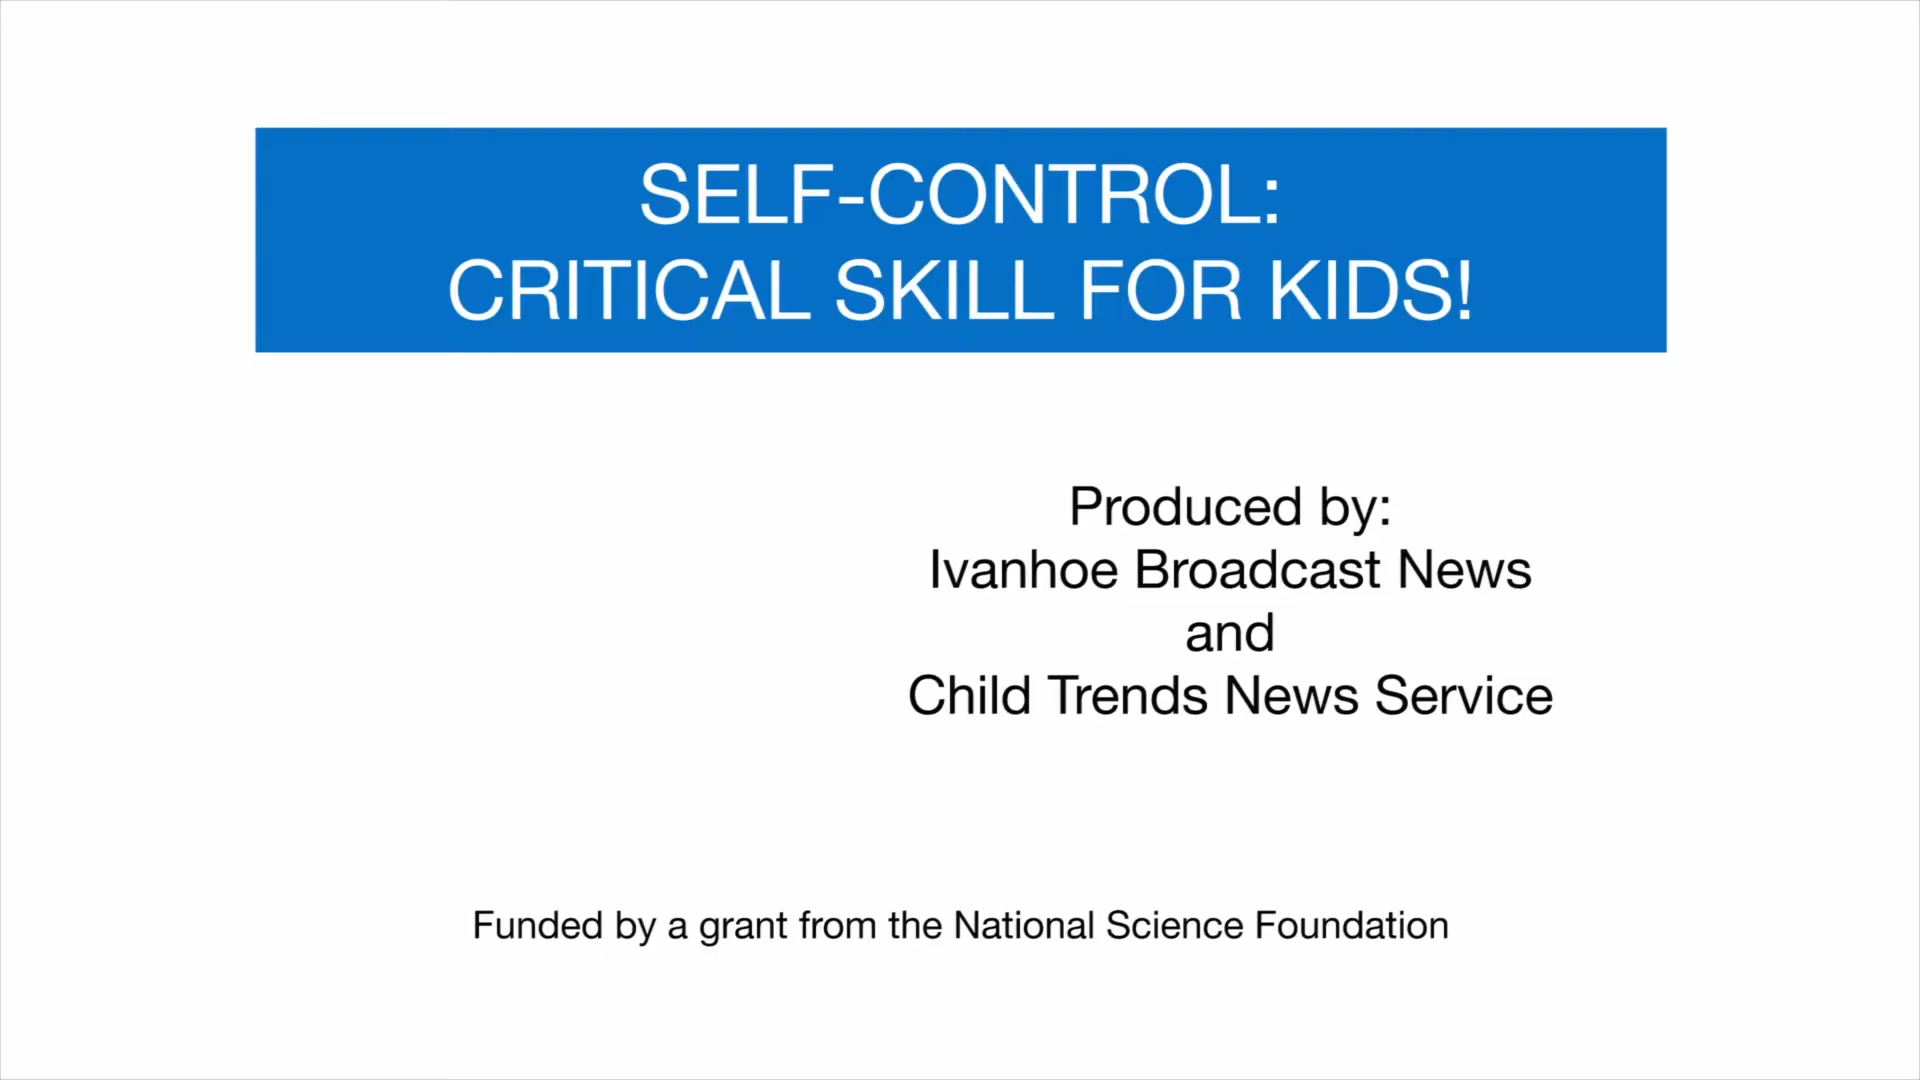 SELF-CONTROL:
CRITICAL SKILL FOR KIDS!
Produced by:
Ivanhoe Broadcast News
and
Child Trends News Service
Funded by a grant from the National Science Foundation